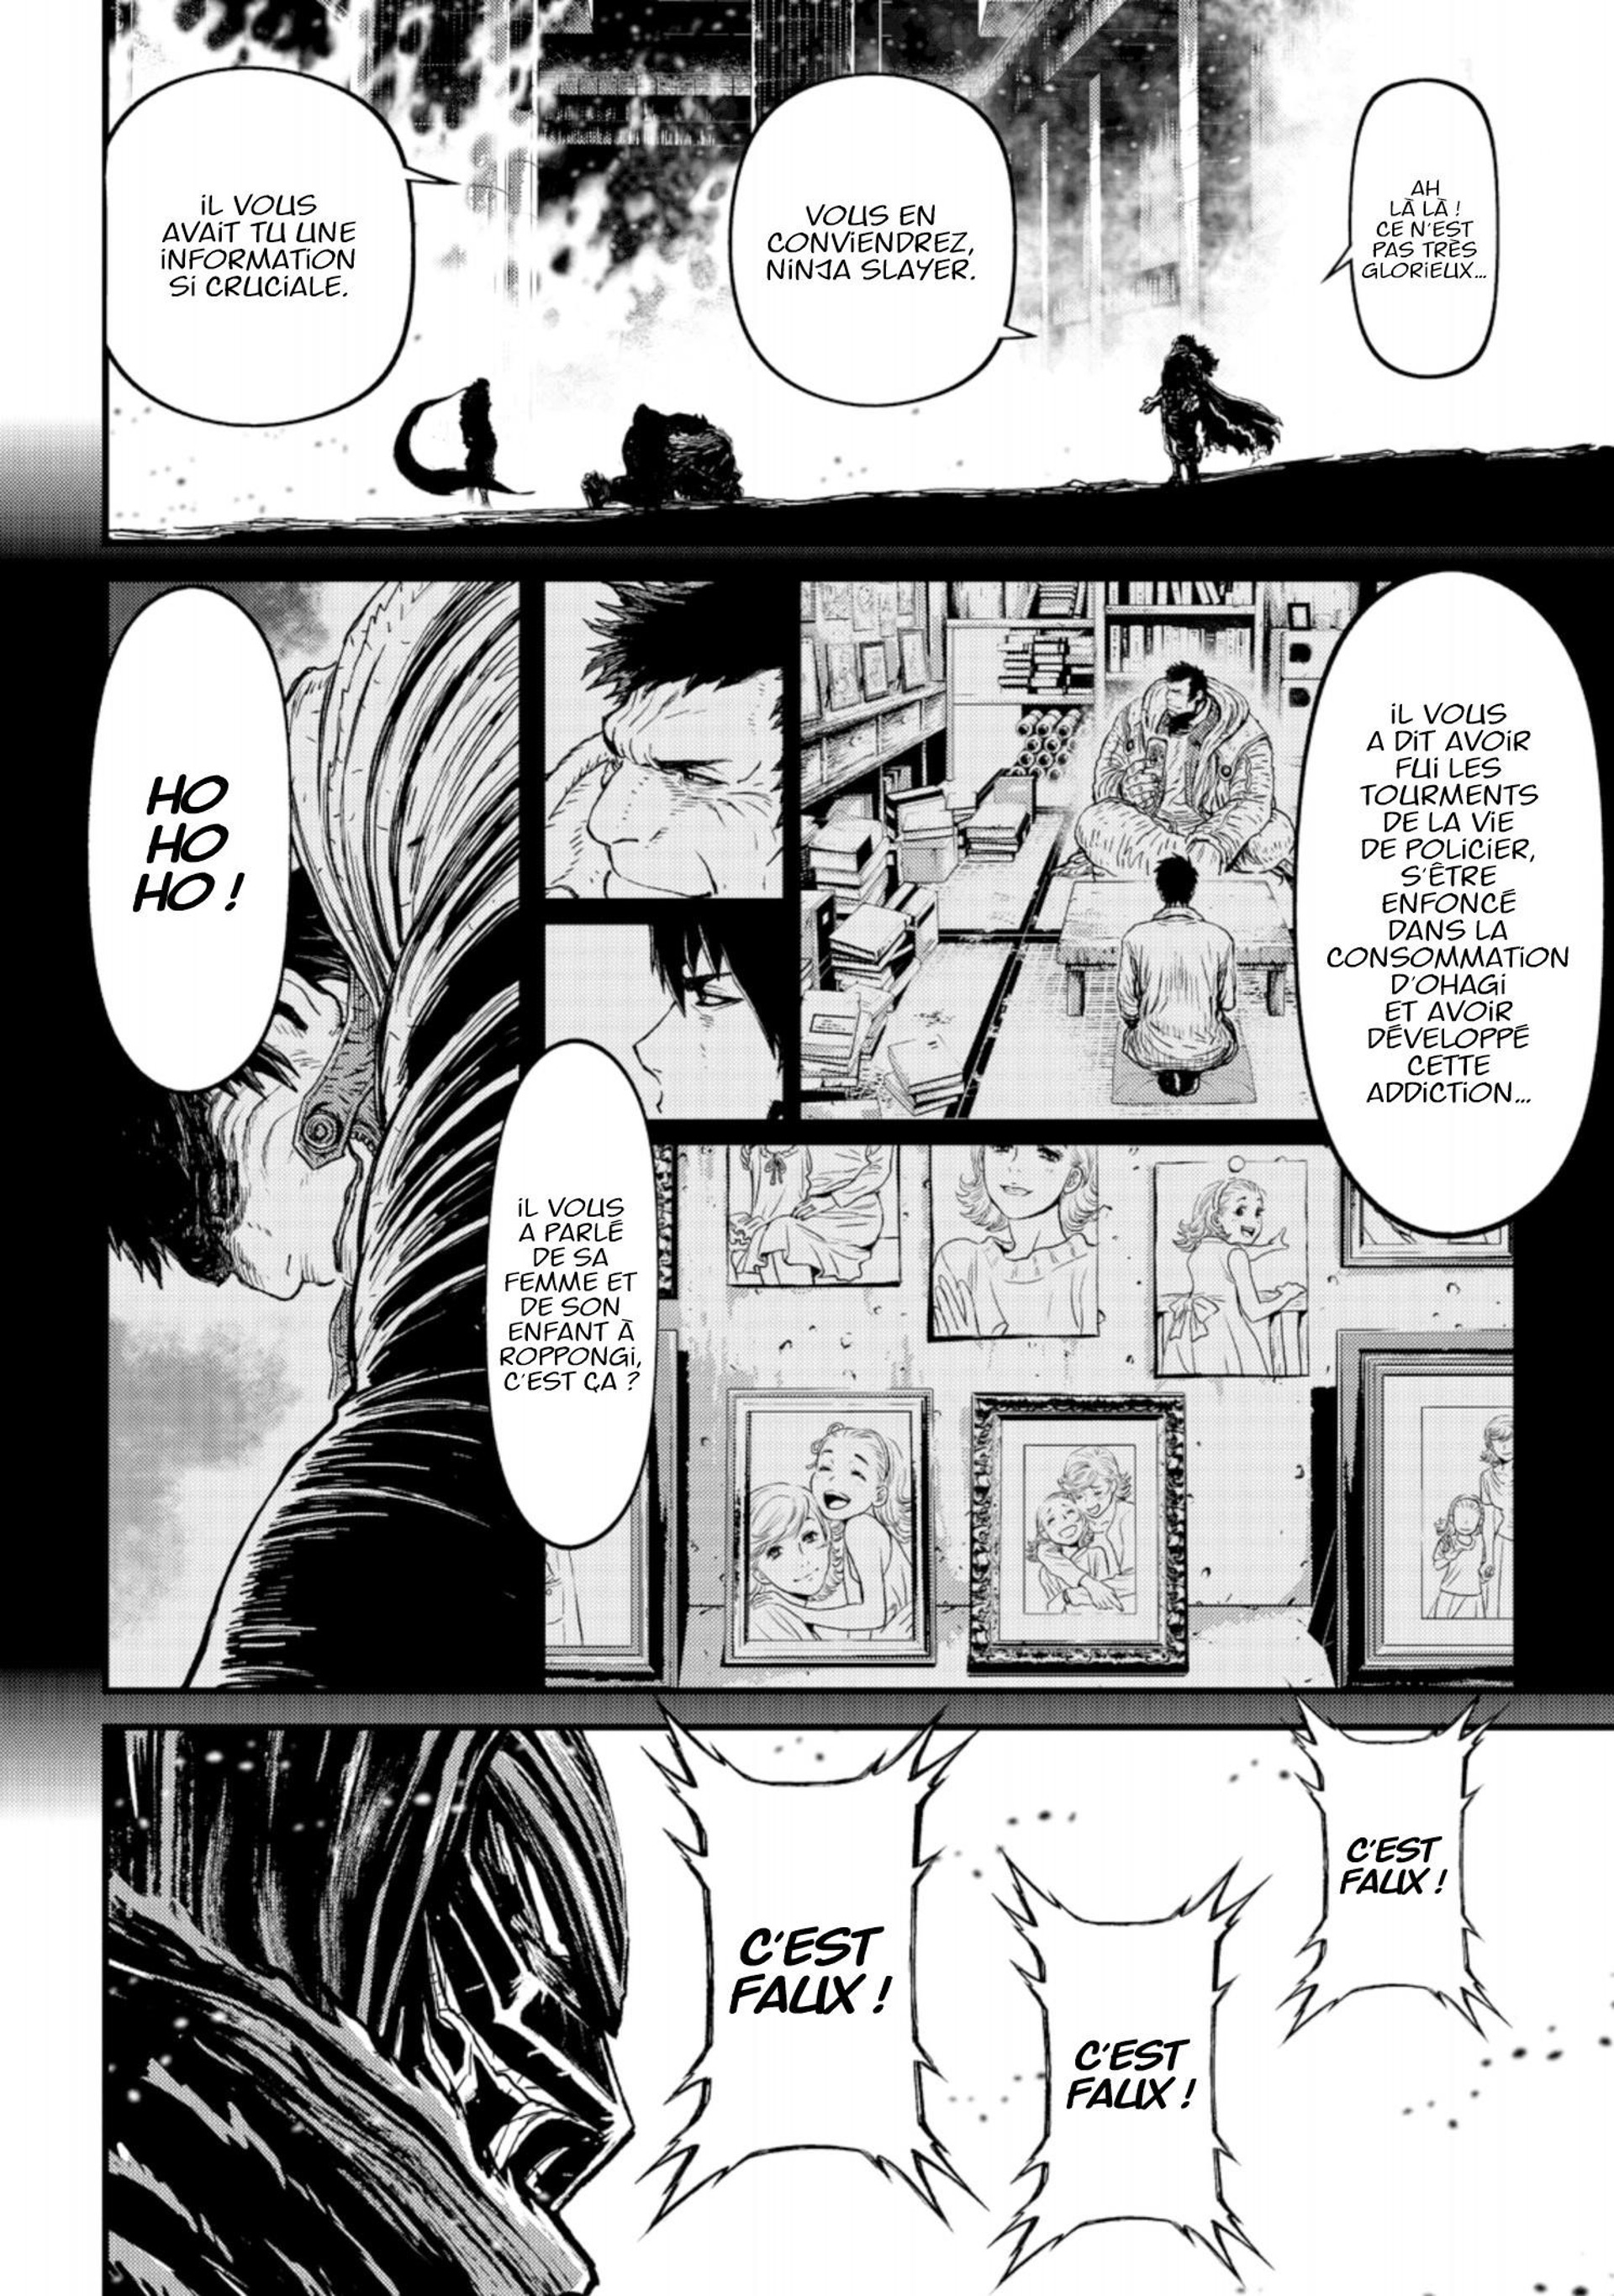 AH
LÀ LÀ !
CE N'EST
PAS TRÈS
GLORIEUX...
VOUS EN
CONVIENDREZ,
NINJA SLAYER.
IL VOUS
AVAIT TU UNE
INFORMATION
SI CRUCIALE.
IL VOUS
A DIT AVOIR
FUI LES
TOURMENTS
DE LA VIE
DE POLICIER,
S'ÊTRE
ENFONCÉ
DANS LA
CONSOMMATION
D'OHAGI
ET AVOIR
DÉVELOPPÉ
CETTE
ADDICTION...
IL VOUS
A PARLÉ
DE SA
FEMME ET
DE SON
ENFANT À
ROPPONGI,
C'EST ÇA ?
HO
HO
HO !
C'EST
FAUX !
C'EST
FAUX !
C'EST
FAUX !